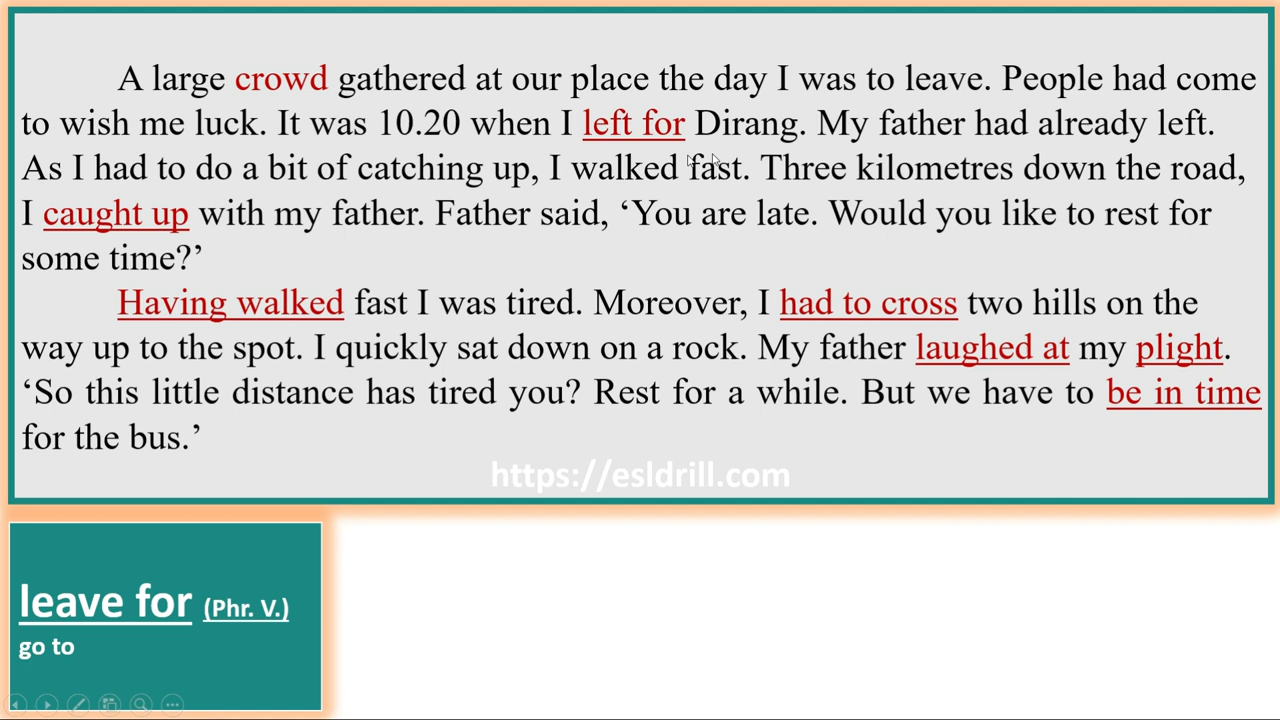 A large crowd gathered at our place the day I was to leave. People had come
to wish me luck. It was 10.20 when I left for Dirang. My father had already left.
As I had to do a bit of catching up, I walked fast. Three kilometres down the road,
I caught up with my father. Father said, ‘You are late. Would you like to rest for
some time?’
Having walked fast I was tired. Moreover, I had to cross two hills on the
way up to the spot. I quickly sat down on a rock. My father laughed at my plight.
‘So this little distance has tired you? Rest for a while. But we have to be in time
for the bus.’
https://esldrill.com
leave for (Phr. V.)
go to